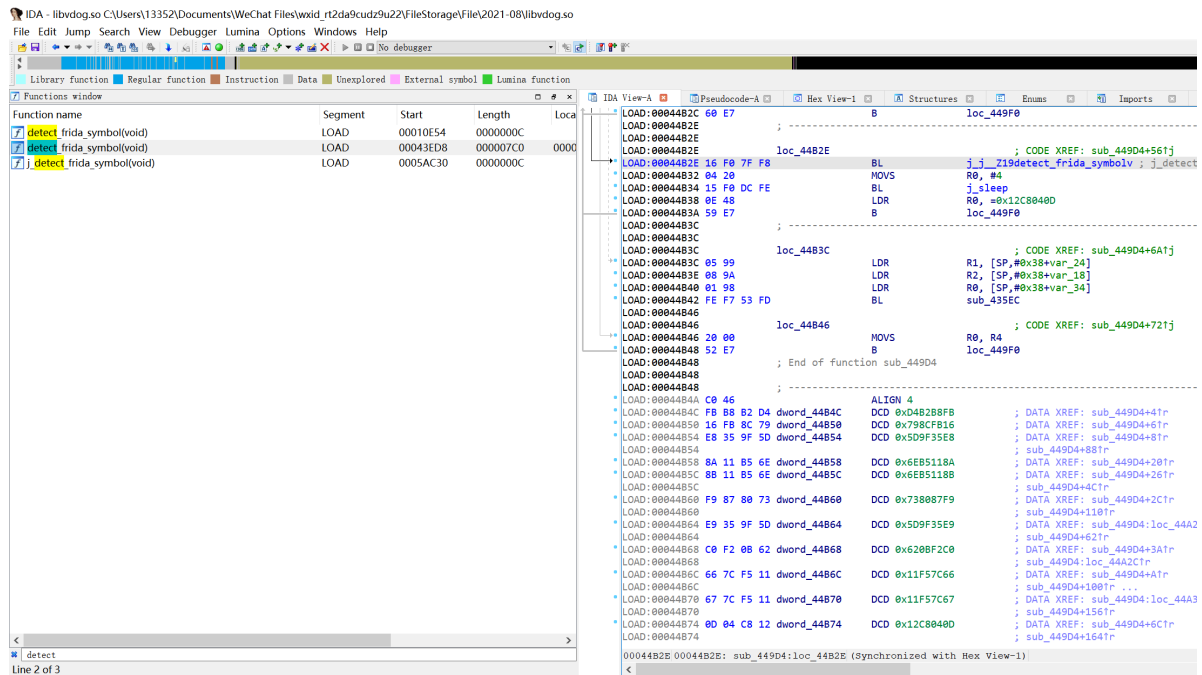 IDA - libvdog.so C:\Users\13352\Documents\WeChat Files\wxid_rt2da9cudz9u22\FileStorage\File\2021-08\libvdog.so
File Edit Jump Search View Debugger Lumina Options Windows Help
No debugger
Library function Regular function Instruction Data Unexplored External symbol Lumina function
Functions window
Function name Segment Start Length Loca
detect_frida_symbol(void) LOAD 00010E54 0000000C
detect_frida_symbol(void) LOAD 00043ED8 000007C0 0000
j_detect_frida_symbol(void) LOAD 0005AC30 0000000C
detect
Line 2 of 3
IDA View-A Pseudocode-A Hex View-1 Structures Enums Imports
LOAD:00044B2C 60 E7 B loc_449F0
LOAD:00044B2E ; ---------------------------------------------------------------------------
LOAD:00044B2E
LOAD:00044B2E loc_44B2E ; CODE XREF: sub_449D4+56↑j
LOAD:00044B2E 16 F0 7F F8 BL j_j__Z19detect_frida_symbolv ; j_detect
LOAD:00044B32 04 20 MOVS R0, #4
LOAD:00044B34 15 F0 DC FE BL j_sleep
LOAD:00044B38 0E 48 LDR R0, =0x12C8040D
LOAD:00044B3A 59 E7 B loc_449F0
LOAD:00044B3C ; ---------------------------------------------------------------------------
LOAD:00044B3C
LOAD:00044B3C loc_44B3C ; CODE XREF: sub_449D4+6A↑j
LOAD:00044B3C 05 99 LDR R1, [SP,#0x38+var_24]
LOAD:00044B3E 08 9A LDR R2, [SP,#0x38+var_18]
LOAD:00044B40 01 98 LDR R0, [SP,#0x38+var_34]
LOAD:00044B42 FE F7 53 FD BL sub_435EC
LOAD:00044B46
LOAD:00044B46 loc_44B46 ; CODE XREF: sub_449D4+72↑j
LOAD:00044B46 20 00 MOVS R0, R4
LOAD:00044B48 52 E7 B loc_449F0
LOAD:00044B48 ; End of function sub_449D4
LOAD:00044B48
LOAD:00044B48 ; ---------------------------------------------------------------------------
LOAD:00044B4A C0 46 ALIGN 4
LOAD:00044B4C FB B8 B2 D4 dword_44B4C DCD 0xD4B2B8FB ; DATA XREF: sub_449D4+4↑r
LOAD:00044B50 16 FB 8C 79 dword_44B50 DCD 0x798CFB16 ; DATA XREF: sub_449D4+6↑r
LOAD:00044B54 E8 35 9F 5D dword_44B54 DCD 0x5D9F35E8 ; DATA XREF: sub_449D4+8↑r
LOAD:00044B54 ; sub_449D4+88↑r
LOAD:00044B58 8A 11 B5 6E dword_44B58 DCD 0x6EB5118A ; DATA XREF: sub_449D4+20↑r
LOAD:00044B5C 8B 11 B5 6E dword_44B5C DCD 0x6EB5118B ; DATA XREF: sub_449D4+26↑r
LOAD:00044B5C ; sub_449D4+4C↑r
LOAD:00044B60 F9 87 80 73 dword_44B60 DCD 0x738087F9 ; DATA XREF: sub_449D4+2C↑r
LOAD:00044B60 ; sub_449D4+110↑r
LOAD:00044B64 E9 35 9F 5D dword_44B64 DCD 0x5D9F35E9 ; DATA XREF: sub_449D4:loc_44A2
LOAD:00044B64 ; sub_449D4+62↑r
LOAD:00044B68 C0 F2 0B 62 dword_44B68 DCD 0x620BF2C0 ; DATA XREF: sub_449D4+3A↑r
LOAD:00044B68 ; sub_449D4:loc_44A2C↑r
LOAD:00044B6C 66 7C F5 11 dword_44B6C DCD 0x11F57C66 ; DATA XREF: sub_449D4+A↑r
LOAD:00044B6C ; sub_449D4+100↑r ...
LOAD:00044B70 67 7C F5 11 dword_44B70 DCD 0x11F57C67 ; DATA XREF: sub_449D4:loc_44A3
LOAD:00044B70 ; sub_449D4+156↑r
LOAD:00044B74 0D 04 C8 12 dword_44B74 DCD 0x12C8040D ; DATA XREF: sub_449D4+6C↑r
LOAD:00044B74 ; sub_449D4+164↑r
00044B2E 00044B2E: sub_449D4:loc_44B2E (Synchronized with Hex View-1)